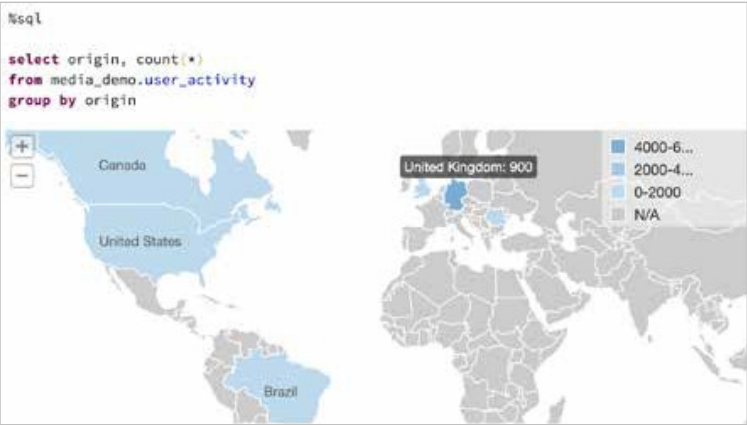 %sql
select origin, count(*)
from media_demo.user_activity
group by origin
+
−
Canada
United States
Brazil
United Kingdom: 900
4000-6...
2000-4...
0-2000
N/A